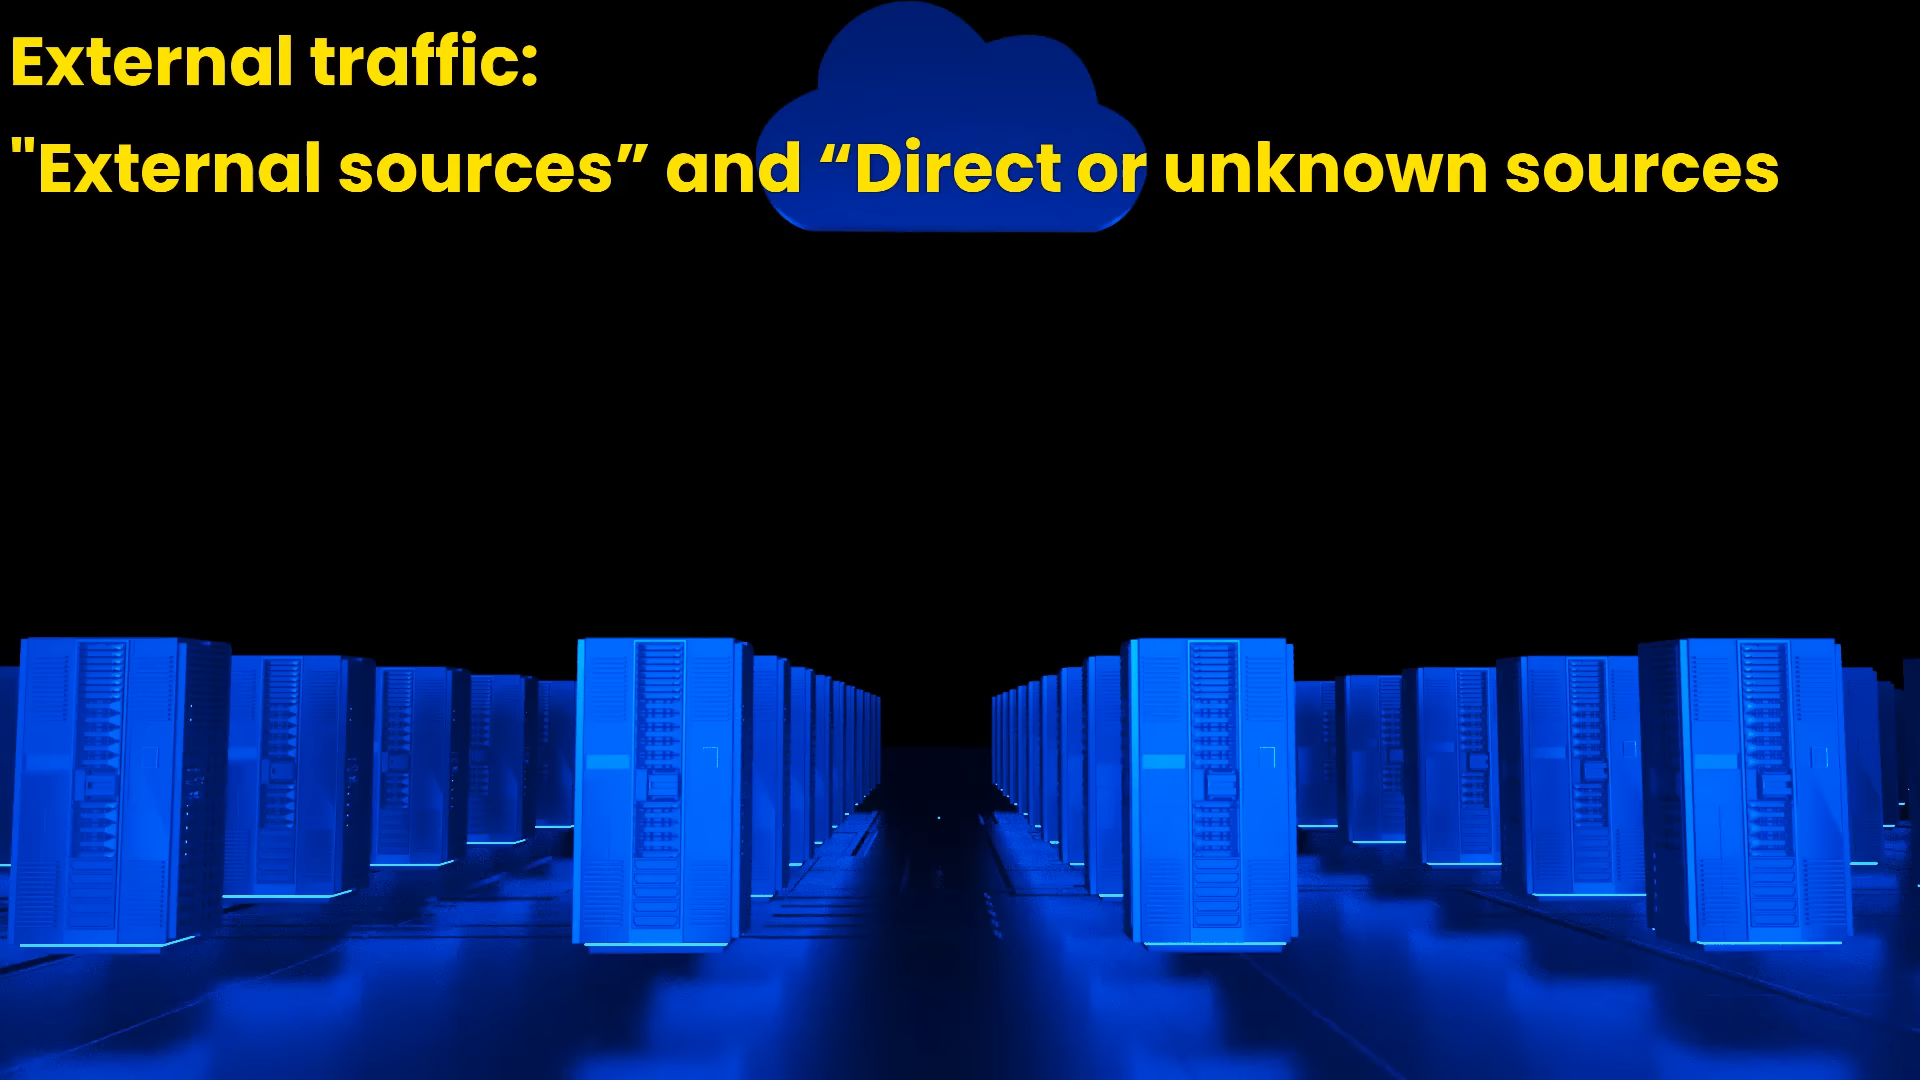 External traffic:
"External sources” and “Direct or unknown sources